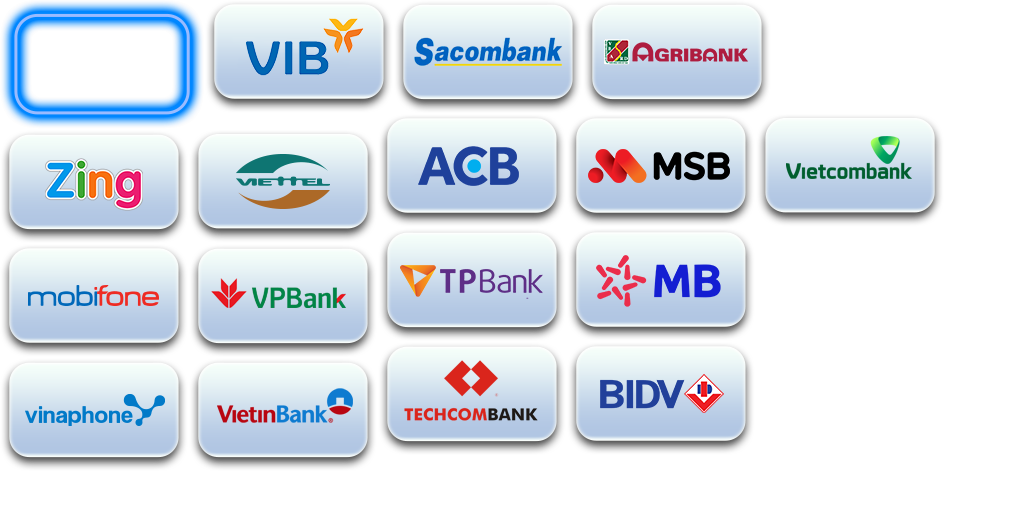 VIB
Sacombank
AGRIBANK
Zing
VIETTEL
ACB
MSB
Vietcombank
mobifone
VPBank
TPBank
MB
vinaphone
VietinBank
TECHCOMBANK
BIDV